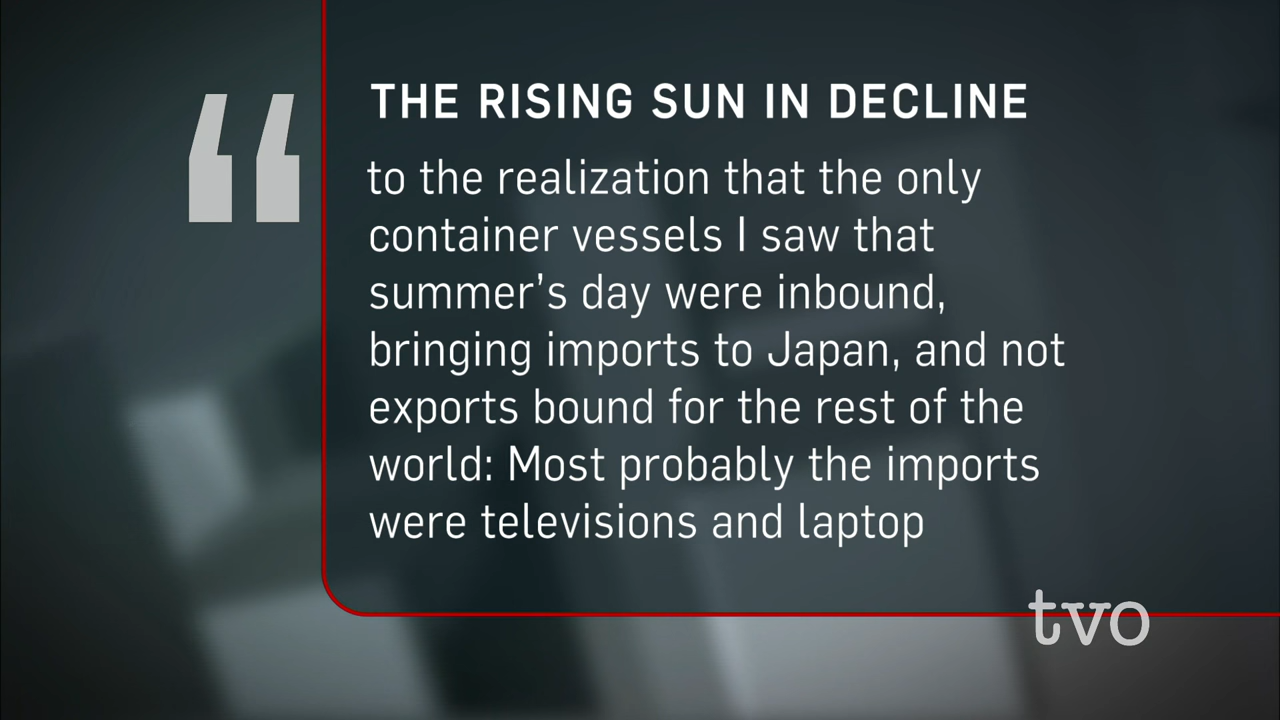 “
THE RISING SUN IN DECLINE
to the realization that the only
container vessels I saw that
summer’s day were inbound,
bringing imports to Japan, and not
exports bound for the rest of the
world: Most probably the imports
were televisions and laptop
tvo